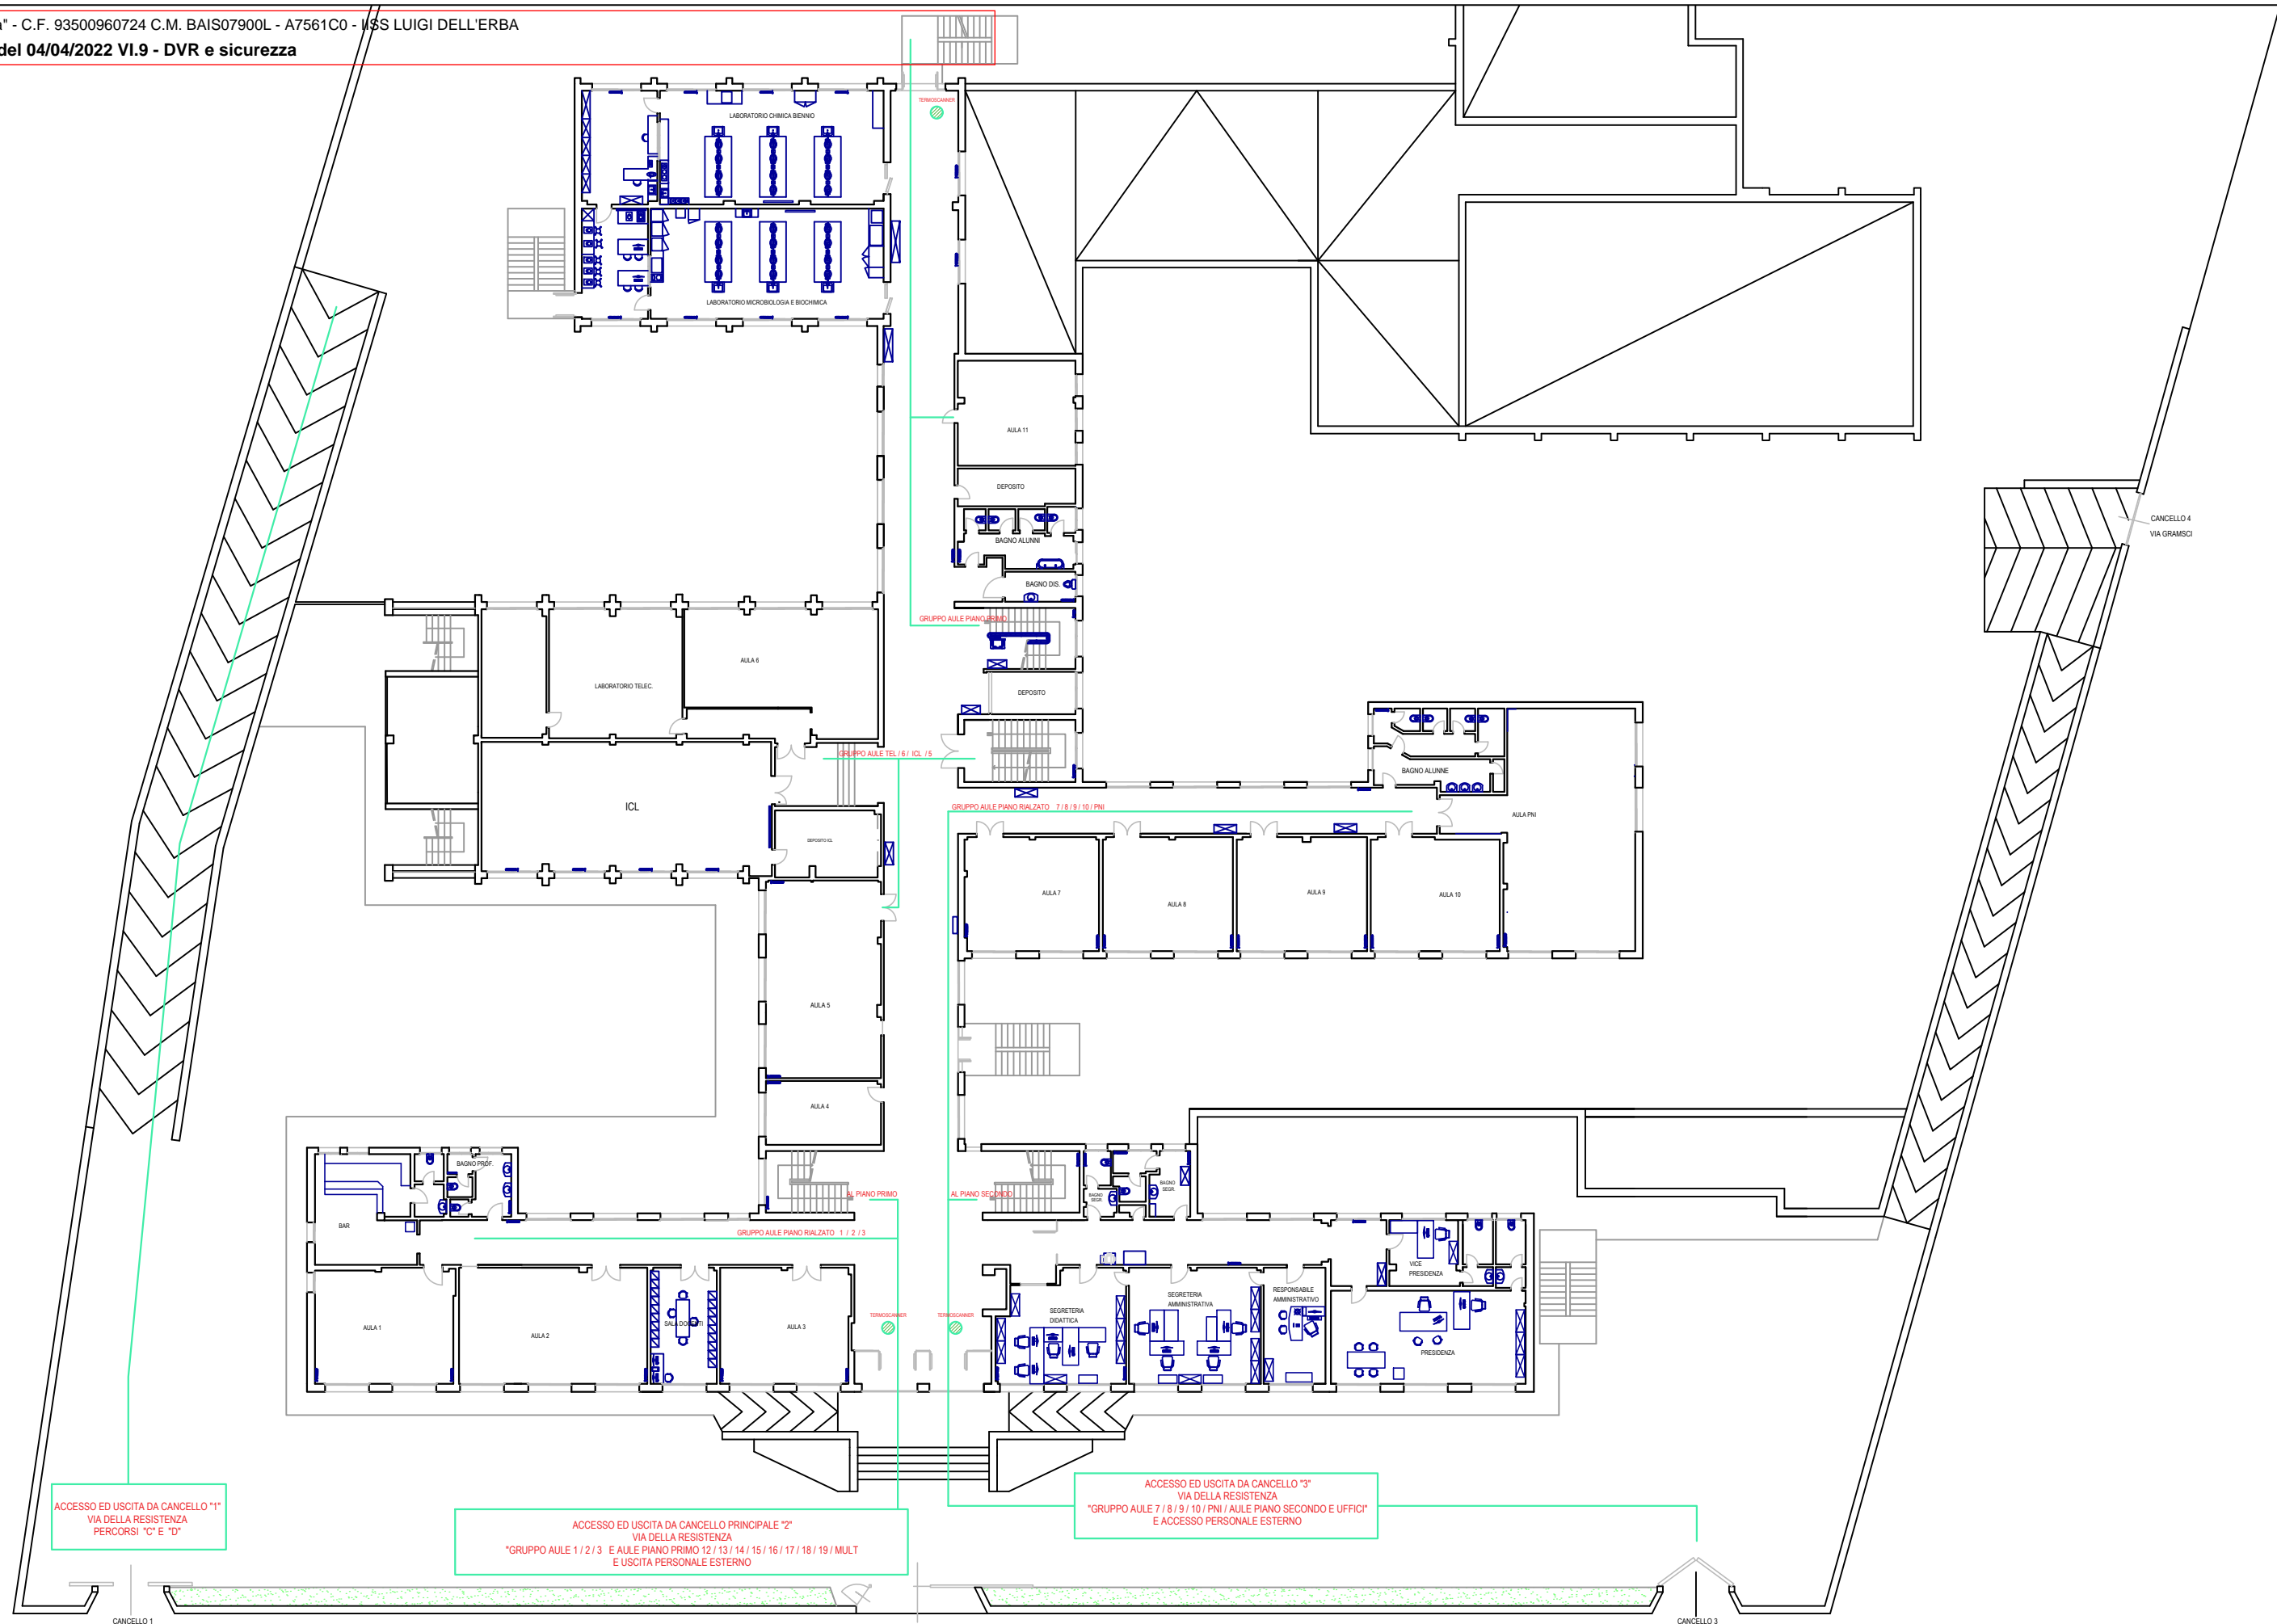 " - C.F. 93500960724 C.M. BAIS07900L - A7561C0 - IISS LUIGI DELL'ERBA
del 04/04/2022 VI.9 - DVR e sicurezza
TERMOSCANNER
LABORATORIO CHIMICA BIENNIO
LABORATORIO MICROBIOLOGIA E BIOCHIMICA
AULA 11
DEPOSITO
CANCELLO 4
VIA GRAMSCI
BAGNO ALUNNI
BAGNO DIS.
GRUPPO AULE PIANO PRIMO
AULA 6
LABORATORIO TELEC.
DEPOSITO
GRUPPO AULE TEL / 6 / ICL / 5
BAGNO ALUNNE
ICL
GRUPPO AULE PIANO RIALZATO 7 / 8 / 9 / 10 / PNI
AULA PNI
DEPOSITO ICL
AULA 7
AULA 8
AULA 9
AULA 10
AULA 5
AULA 4
BAGNO PROF.
AL PIANO PRIMO
AL PIANO SECONDO
BAGNO
SEGR.
BAGNO
SEGR.
BAR
GRUPPO AULE PIANO RIALZATO 1 / 2 / 3
VICE
PRESIDENZA
AULA 1
AULA 2
SALA DOCENTI
AULA 3
TERMOSCANNER
TERMOSCANNER
SEGRETERIA
DIDATTICA
SEGRETERIA
AMMINISTRATIVA
RESPONSABILE
AMMINISTRATIVO
PRESIDENZA
ACCESSO ED USCITA DA CANCELLO "1"
VIA DELLA RESISTENZA
PERCORSI "C" E "D"
ACCESSO ED USCITA DA CANCELLO PRINCIPALE "2"
VIA DELLA RESISTENZA
"GRUPPO AULE 1 / 2 / 3 E AULE PIANO PRIMO 12 / 13 / 14 / 15 / 16 / 17 / 18 / 19 / MULT
E USCITA PERSONALE ESTERNO
ACCESSO ED USCITA DA CANCELLO "3"
VIA DELLA RESISTENZA
"GRUPPO AULE 7 / 8 / 9 / 10 / PNI / AULE PIANO SECONDO E UFFICI"
E ACCESSO PERSONALE ESTERNO
CANCELLO 1
CANCELLO 3